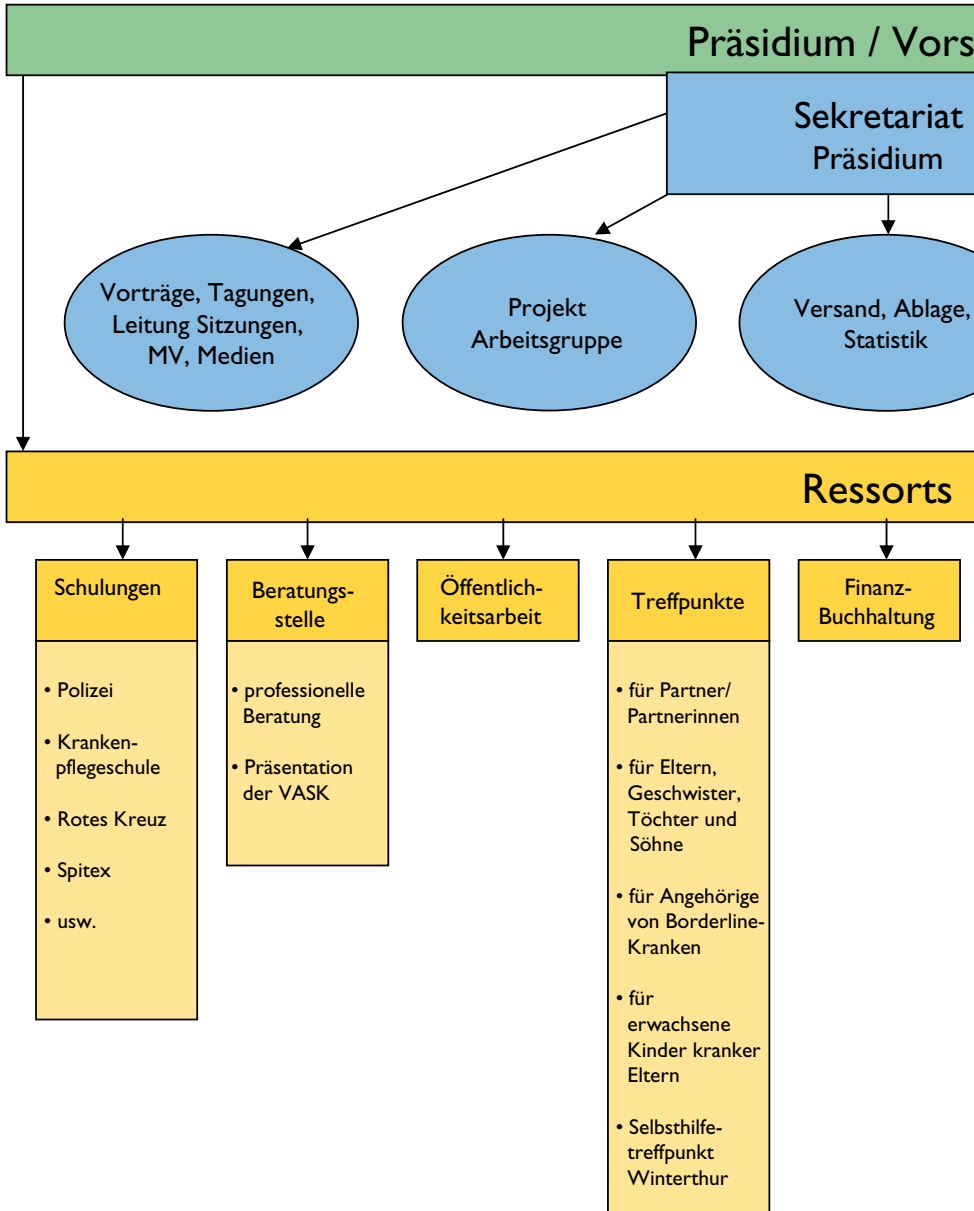 Präsidium / Vors
Sekretariat
Präsidium
Vorträge, Tagungen,
Leitung Sitzungen,
MV, Medien
Projekt
Arbeitsgruppe
Versand, Ablage,
Statistik
Ressorts
Schulungen
• Polizei
• Kranken-
pflegeschule
• Rotes Kreuz
• Spitex
• usw.
Beratungs-
stelle
• professionelle
Beratung
• Präsentation
der VASK
Öffentlich-
keitsarbeit
Treffpunkte
• für Partner/
Partnerinnen
• für Eltern,
Geschwister,
Töchter und
Söhne
• für Angehörige
von Borderline-
Kranken
• für
erwachsene
Kinder kranker
Eltern
• Selbsthilfe-
treffpunkt
Winterthur
Finanz-
Buchhaltung